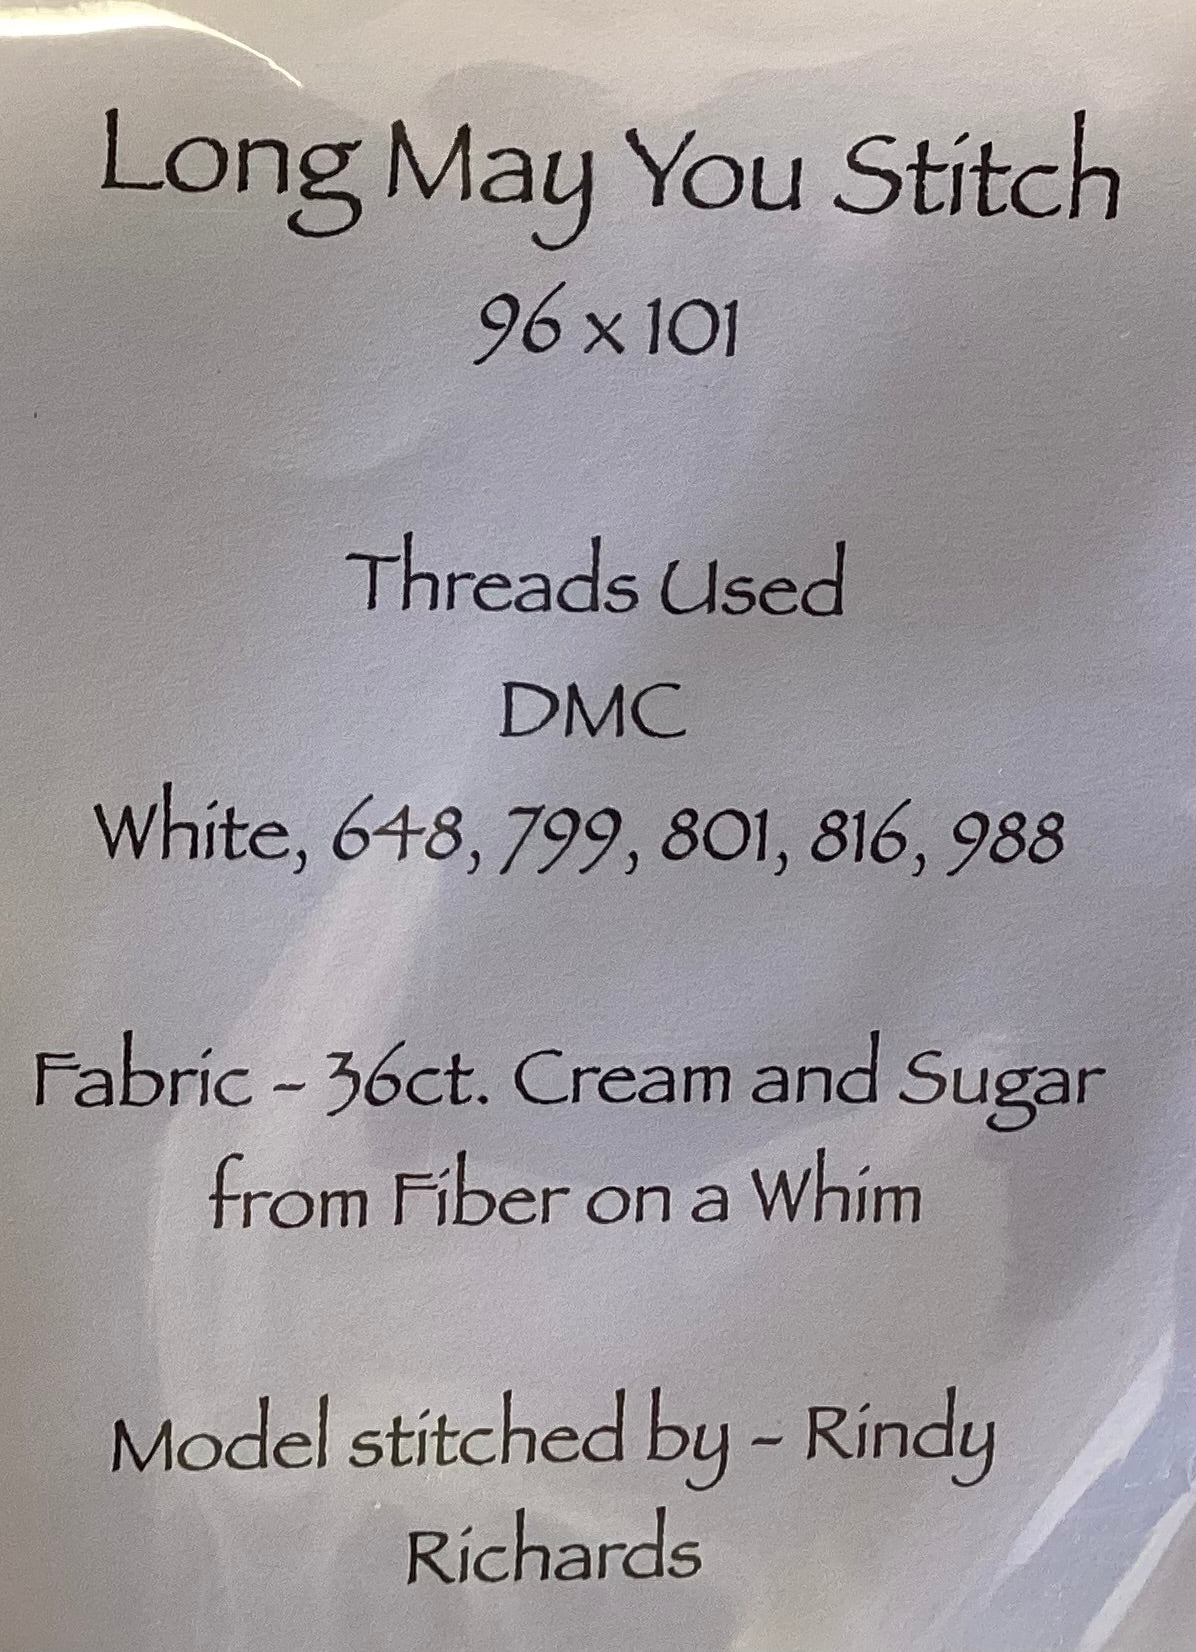 Long May You Stitch
96 x 101
Threads Used
DMC
White, 648, 799, 801, 816, 988
Fabric ~ 36ct. Cream and Sugar
from Fiber on a Whim
Model stitched by ~ Rindy
Richards